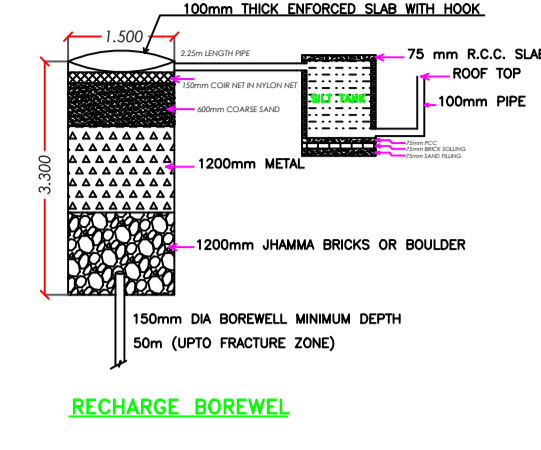 100mm THICK ENFORCED SLAB WITH HOOK
1.500
2.25m LENGTH PIPE
75 mm R.C.C. SLAB
ROOF TOP
150mm COIR NET IN NYLON NET
SILT TANK
100mm PIPE
600mm COARSE SAND
75mm PCC
75mm BRICK SOLLING
75mm SAND FILLING
1200mm METAL
3.300
1200mm JHAMMA BRICKS OR BOULDER
150mm DIA BOREWELL MINIMUM DEPTH
50m (UPTO FRACTURE ZONE)
RECHARGE BOREWEL